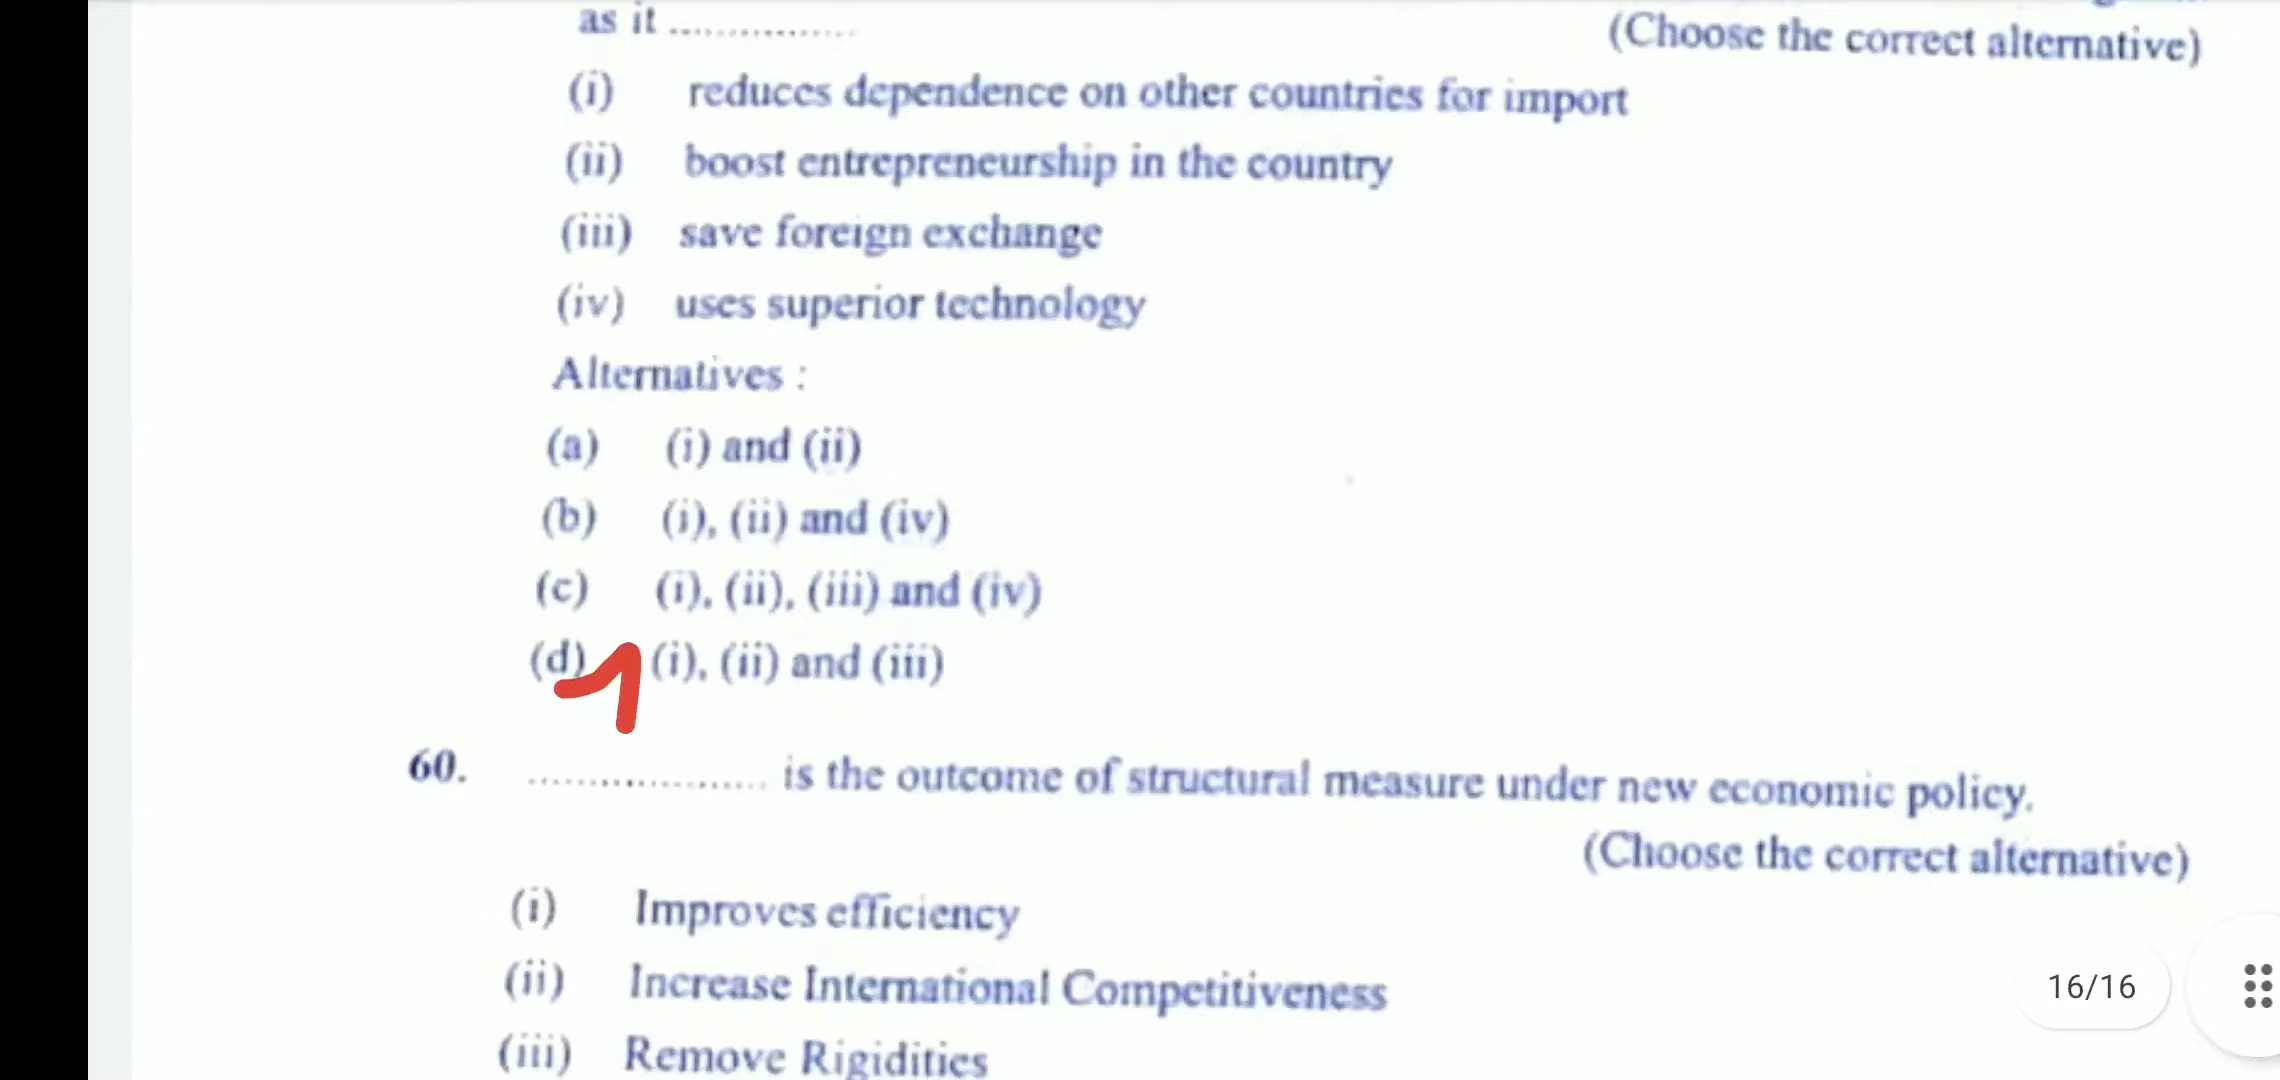 as it ................
(Choose the correct alternative)
(i) reduces dependence on other countries for import
(ii) boost entrepreneurship in the country
(iii) save foreign exchange
(iv) uses superior technology
Alternatives :
(a) (i) and (ii)
(b) (i), (ii) and (iv)
(c) (i), (ii), (iii) and (iv)
(d) (i), (ii) and (iii)
60. .................... is the outcome of structural measure under new economic policy.
(Choose the correct alternative)
(i) Improves efficiency
(ii) Increase International Competitiveness
(iii) Remove Rigidities
16/16